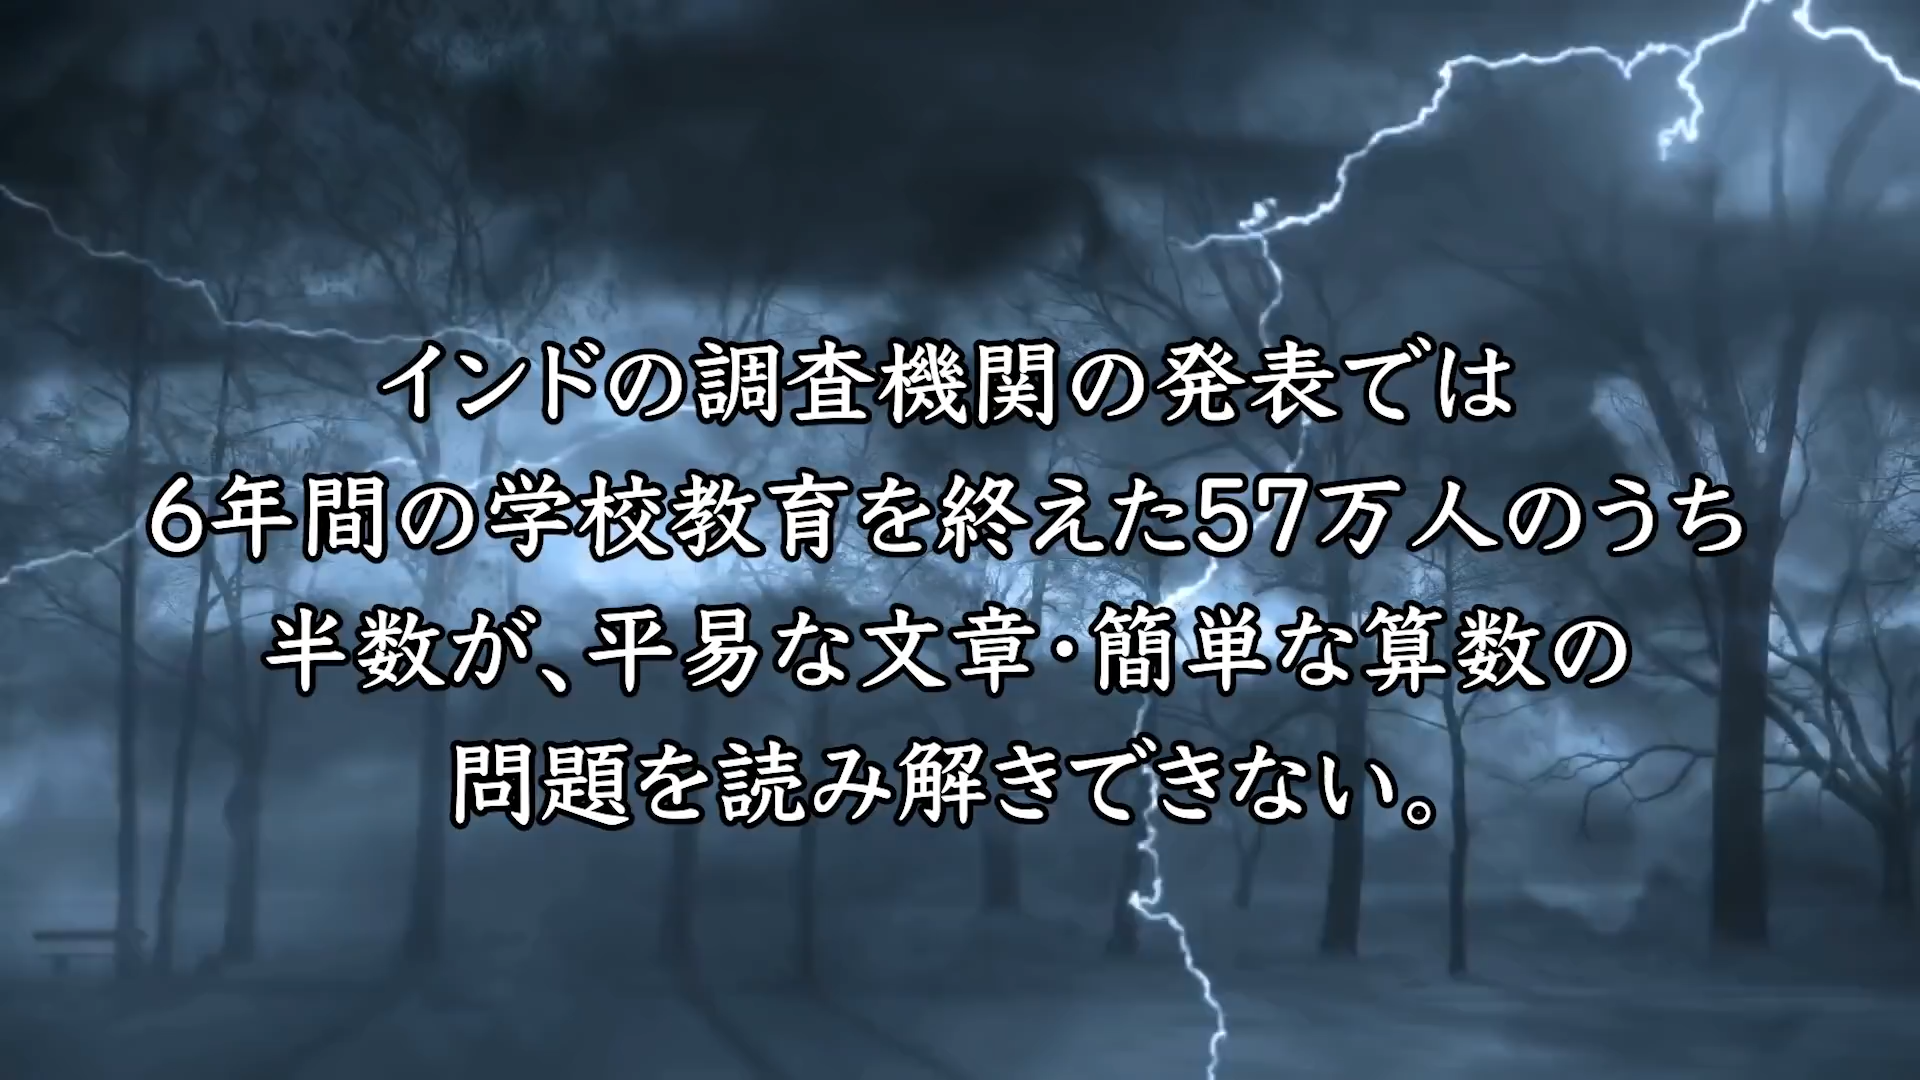 インドの調査機関の発表では
6年間の学校教育を終えた57万人のうち
半数が、平易な文章・簡単な算数の
問題を読み解きできない。